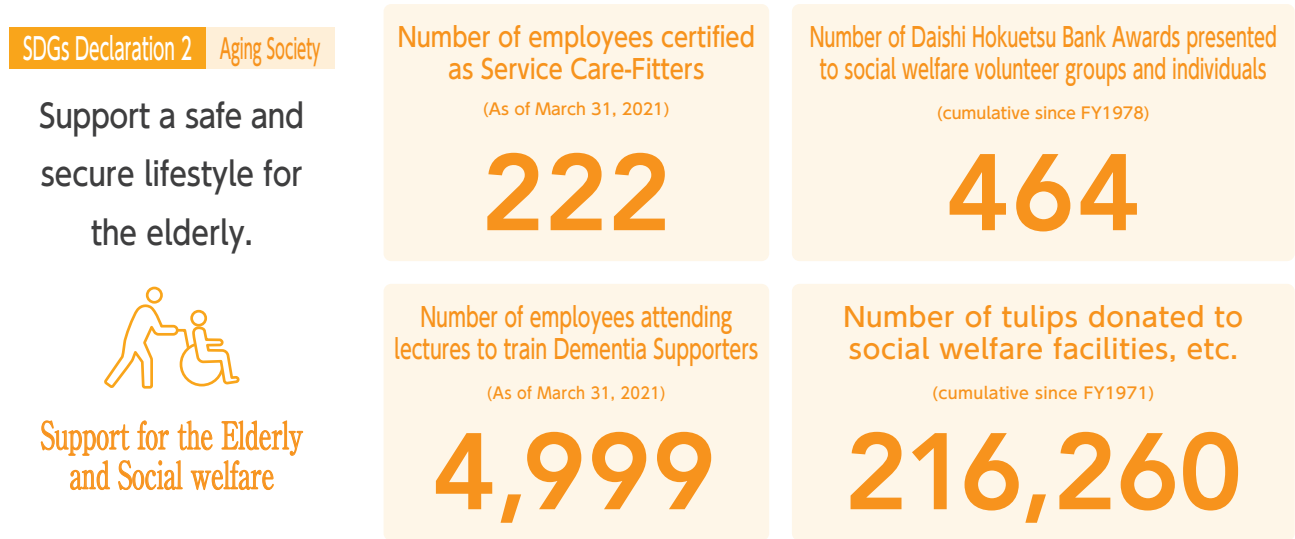 SDGs Declaration 2
Aging Society
Support a safe and
secure lifestyle for
the elderly.
Support for the Elderly
and Social welfare
Number of employees certified
as Service Care-Fitters
(As of March 31, 2021)
222
Number of Daishi Hokuetsu Bank Awards presented
to social welfare volunteer groups and individuals
(cumulative since FY1978)
464
Number of employees attending
lectures to train Dementia Supporters
(As of March 31, 2021)
4,999
Number of tulips donated to
social welfare facilities, etc.
(cumulative since FY1971)
216,260